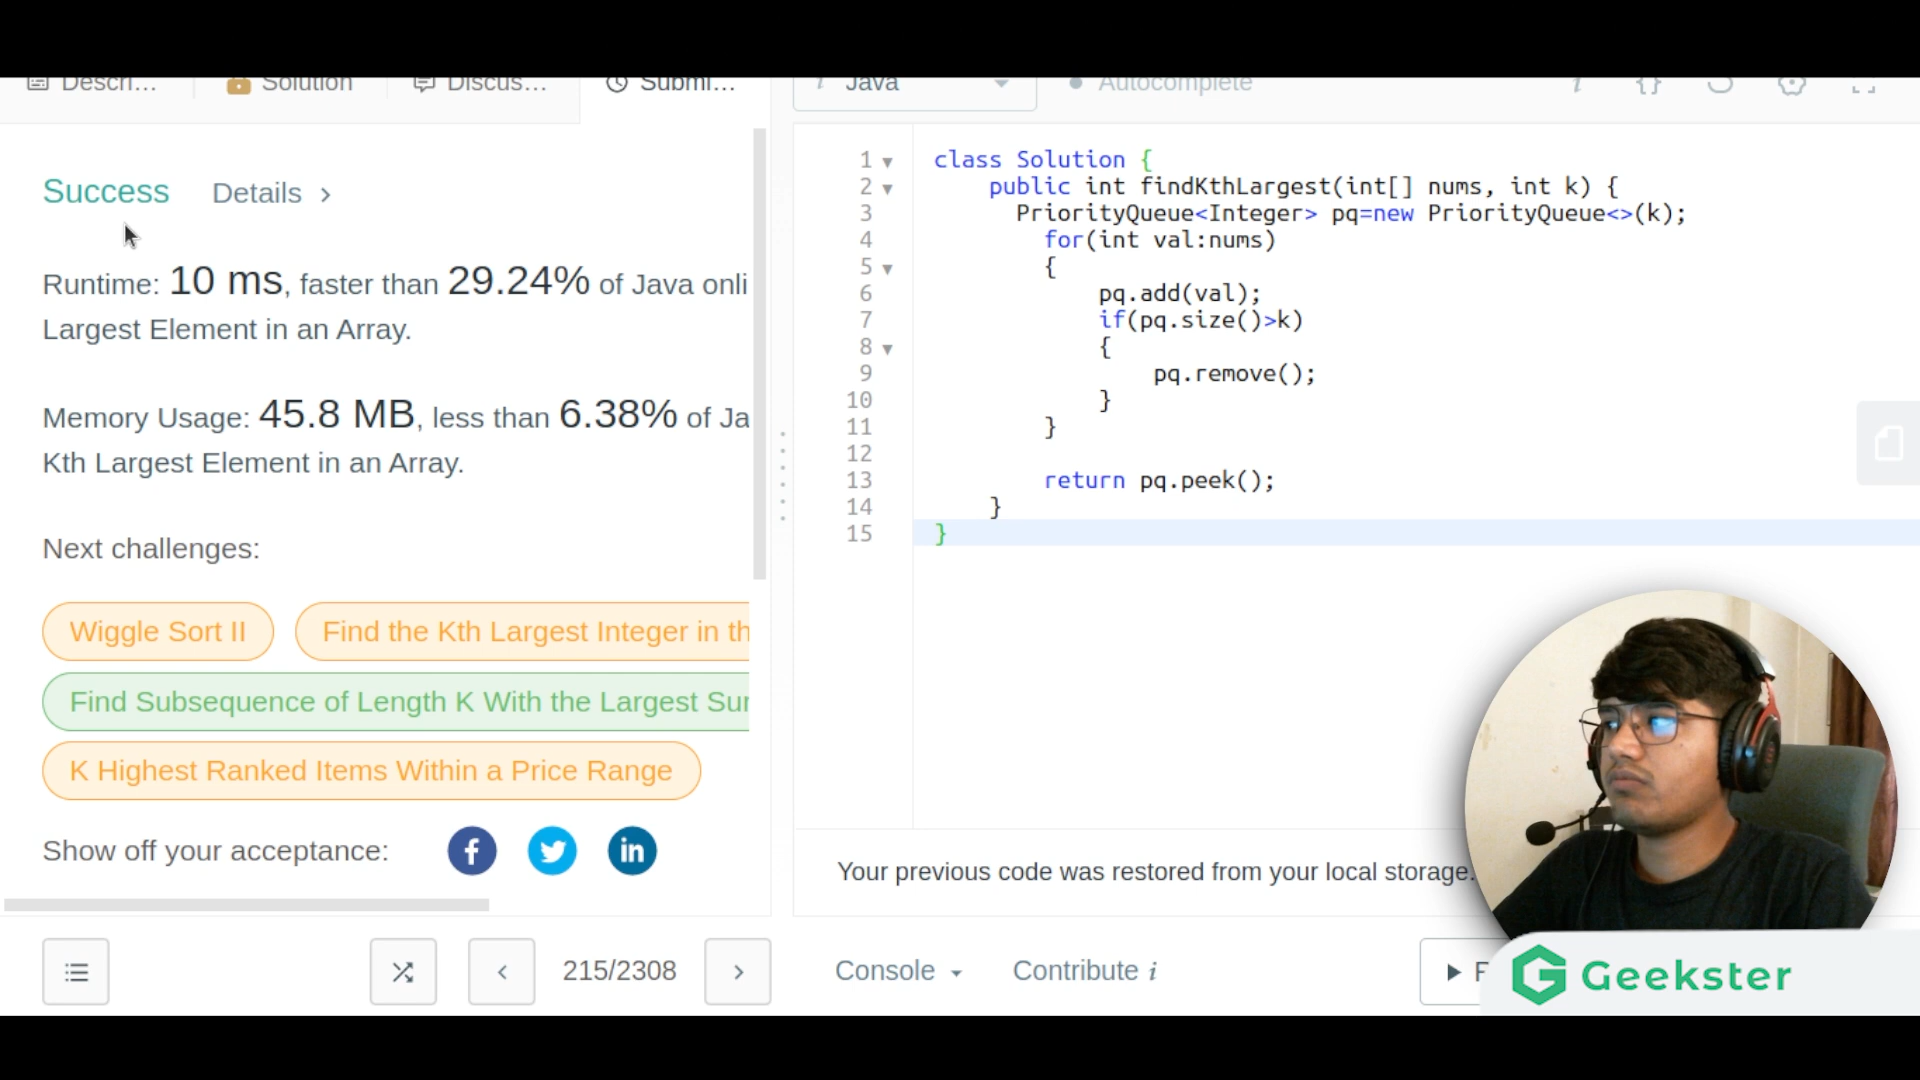 Descri...
Solution
Discus...
Submi...
i Java
Autocomplete
i {}
Success Details >
Runtime: 10 ms, faster than 29.24% of Java onli
Largest Element in an Array.
Memory Usage: 45.8 MB, less than 6.38% of Ja
Kth Largest Element in an Array.
Next challenges:
Wiggle Sort II
Find the Kth Largest Integer in th
Find Subsequence of Length K With the Largest Sur
K Highest Ranked Items Within a Price Range
Show off your acceptance:
f
in
215/2308
1 class Solution {
2 public int findKthLargest(int[] nums, int k) {
3 PriorityQueue<Integer> pq=new PriorityQueue<>(k);
4 for(int val:nums)
5 {
6 pq.add(val);
7 if(pq.size()>k)
8 {
9 pq.remove();
10 }
11 }
12
13 return pq.peek();
14 }
15 }
Your previous code was restored from your local storage.
Console
Contribute i
Geekster